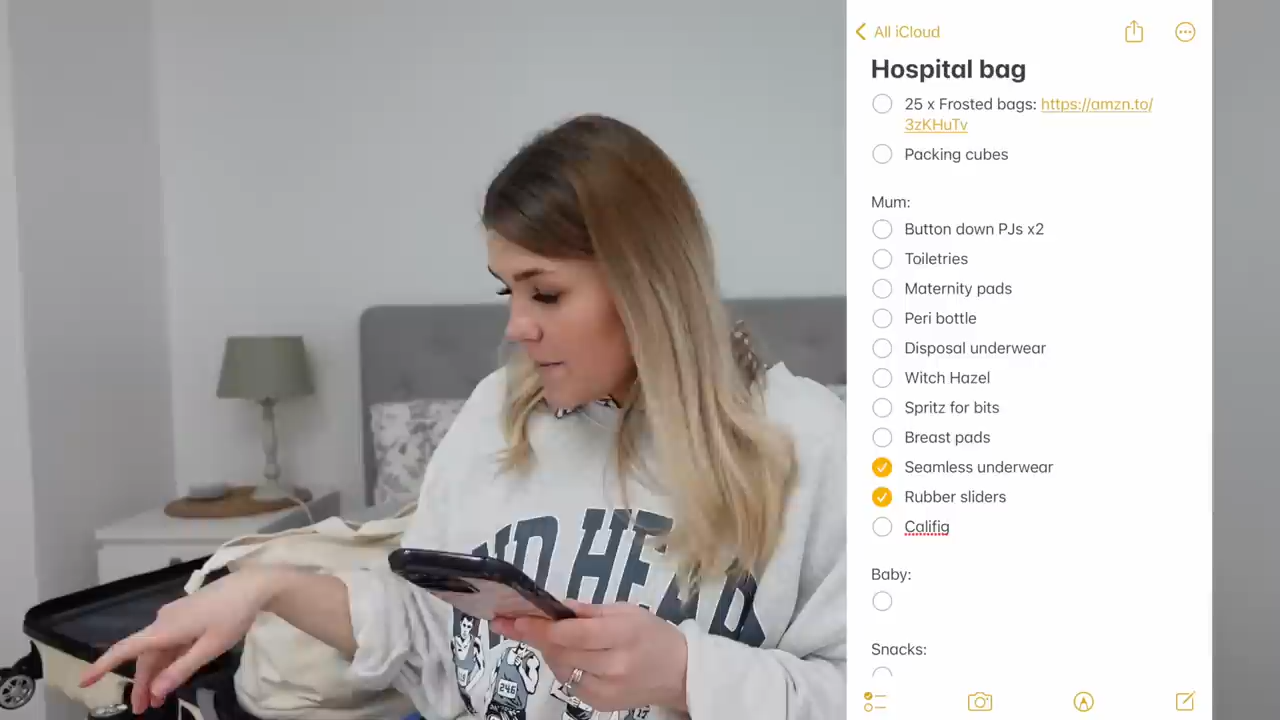 All iCloud
Hospital bag
25 x Frosted bags: https://amzn.to/
3zKHuTv
Packing cubes
Mum:
Button down PJs x2
Toiletries
Maternity pads
Peri bottle
Disposal underwear
Witch Hazel
Spritz for bits
Breast pads
Seamless underwear
Rubber sliders
Califig
Baby:
Snacks: